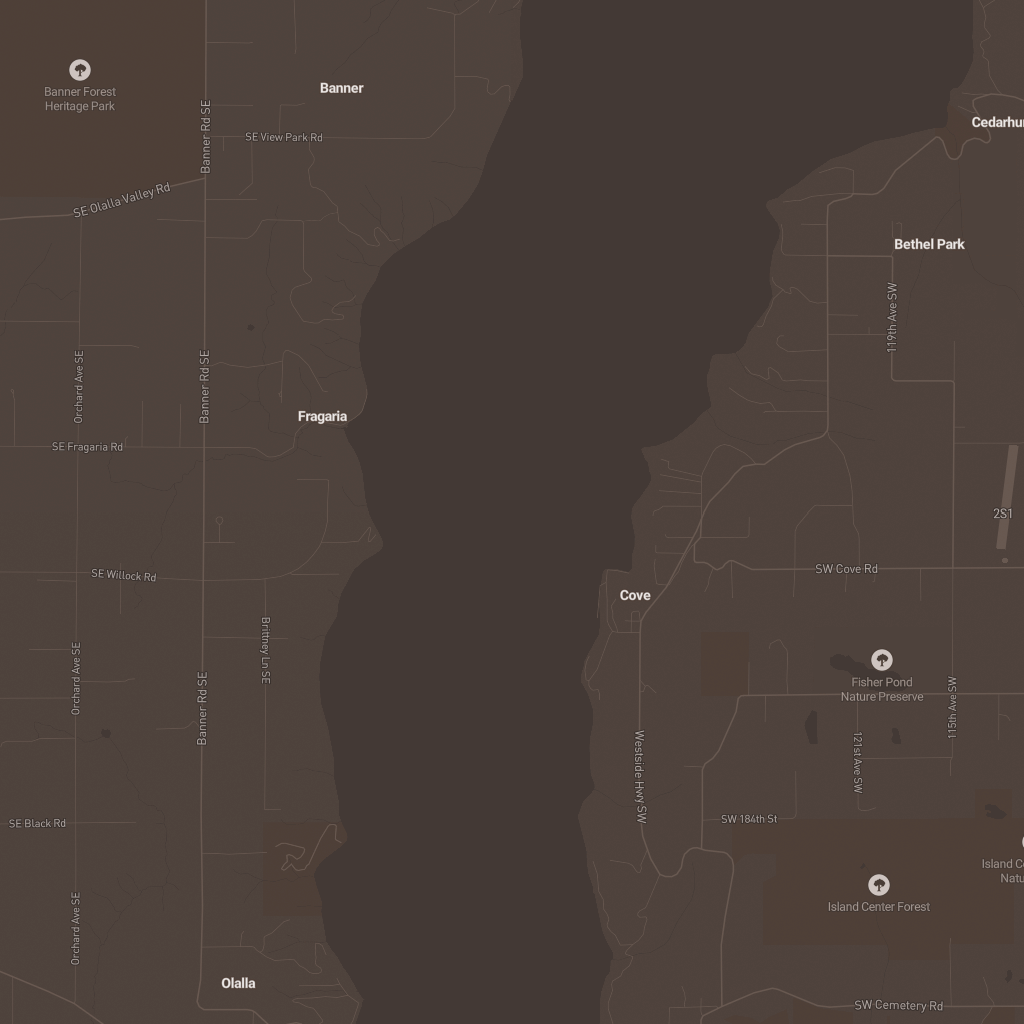 Banner Forest
Heritage Park
Banner
Banner Rd SE
SE View Park Rd
SE Olalla Valley Rd
Bethel Park
119th Ave SW
Orchard Ave SE
Banner Rd SE
Fragaria
SE Fragaria Rd
2S1
SE Willock Rd
SW Cove Rd
Cove
Brittney Ln SE
Orchard Ave SE
Banner Rd SE
Fisher Pond
Nature Preserve
115th Ave SW
121st Ave SW
Westside Hwy SW
SE Black Rd
SW 184th St
Island Center Forest
Island
Orchard Ave SE
Olalla
SW Cemetery Rd